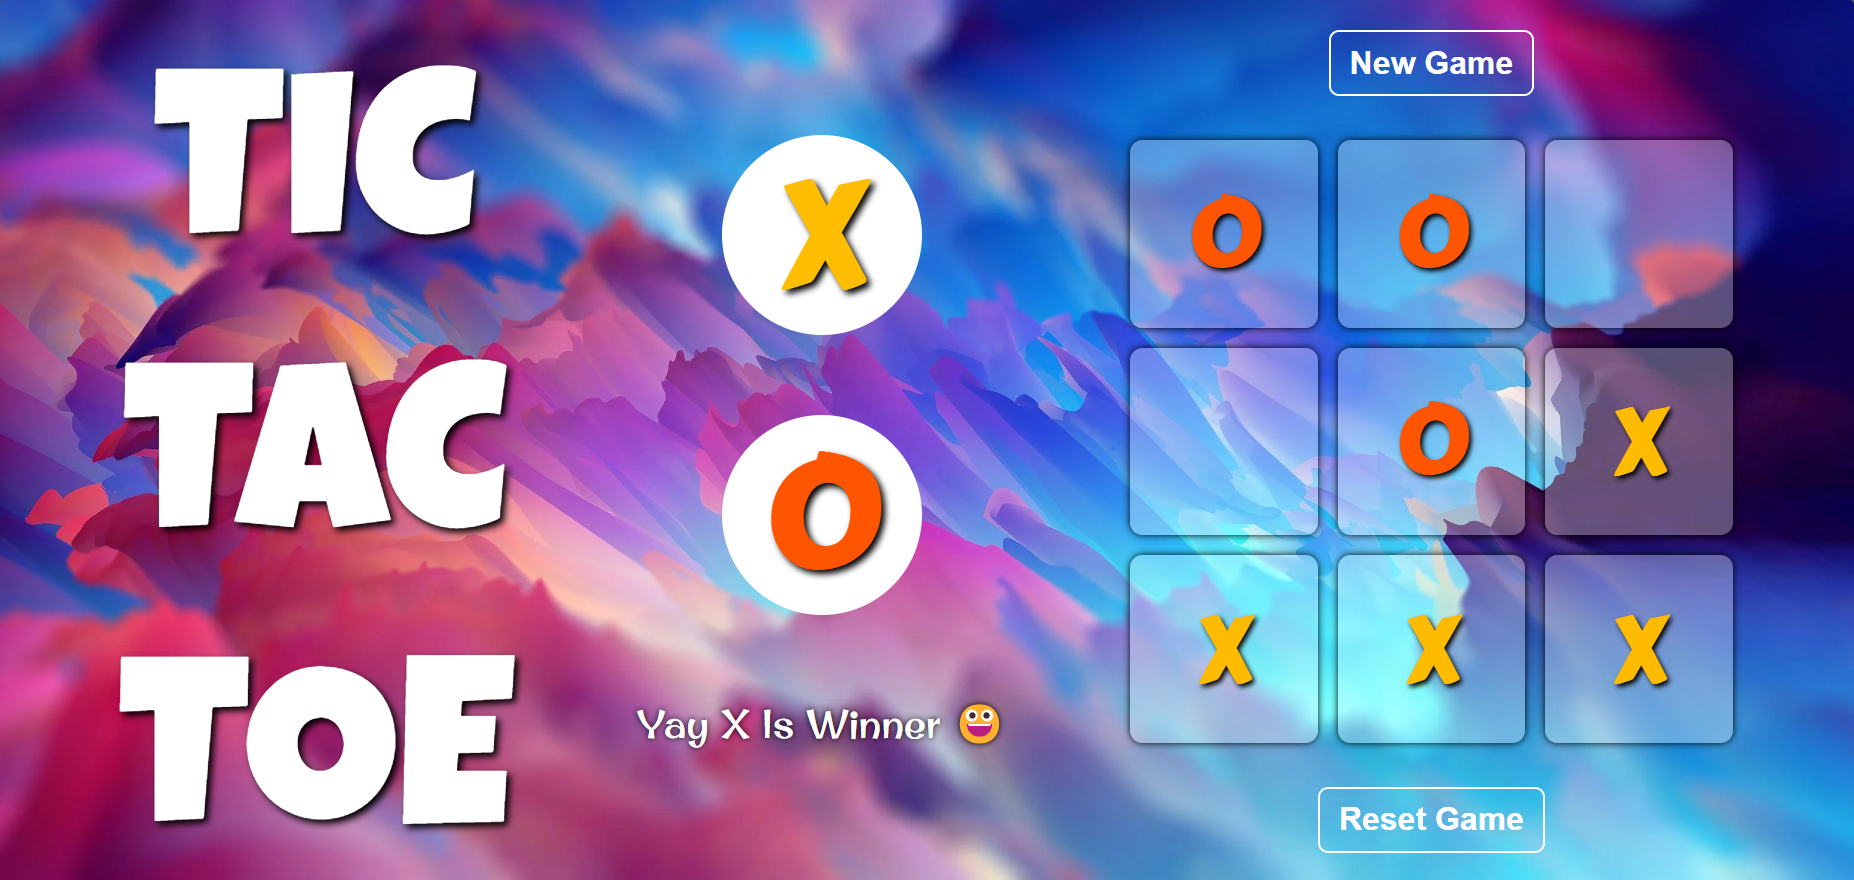 TIC
TAC
TOE
X
O
Yay X Is Winner 😀
New Game
O O
O X
X X X
Reset Game